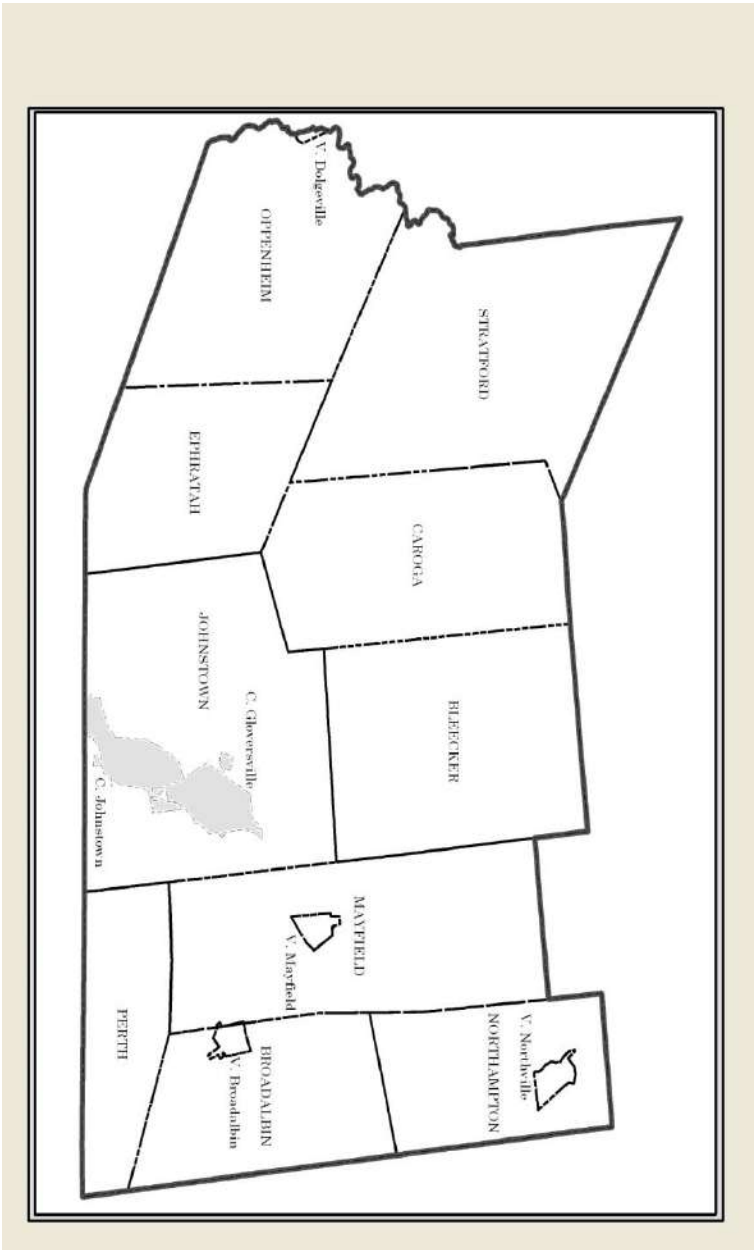 V. Dolgeville
OPPENHEIM
STRATFORD
EPHRATAH
CAROGA
JOHNSTOWN
C. Gloversville
C. Johnstown
BLEECKER
MAYFIELD
V. Mayfield
PERTH
BROADALBIN
V. Broadalbin
V. Northville
NORTHAMPTON